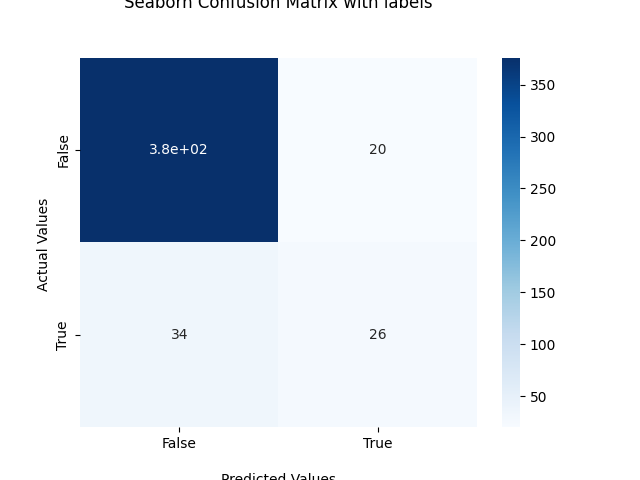 Seaborn Confusion Matrix with labels
350
300
250
200
150
100
50
Actual Values
False
True
3.8e+02
20
34
26
False
True
Predicted Values